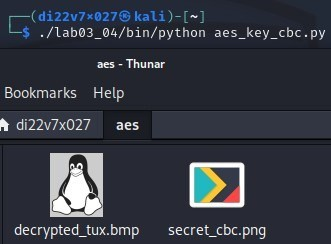 ┌──(di22v7x027㉿kali)-[~]
└─$ ./lab03_04/bin/python aes_key_cbc.py
aes - Thunar
Bookmarks Help
di22v7x027 aes
decrypted_tux.bmp secret_cbc.png